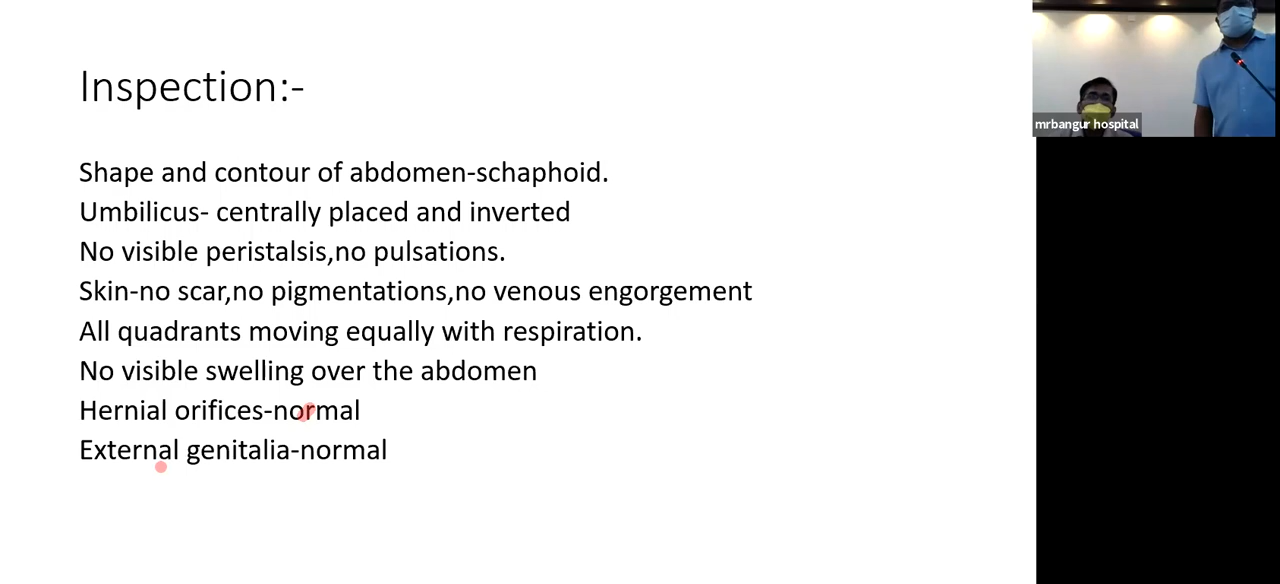 Inspection:-
Shape and contour of abdomen-schaphoid.
Umbilicus- centrally placed and inverted
No visible peristalsis,no pulsations.
Skin-no scar,no pigmentations,no venous engorgement
All quadrants moving equally with respiration.
No visible swelling over the abdomen
Hernial orifices-normal
External genitalia-normal
mrbangur hospital